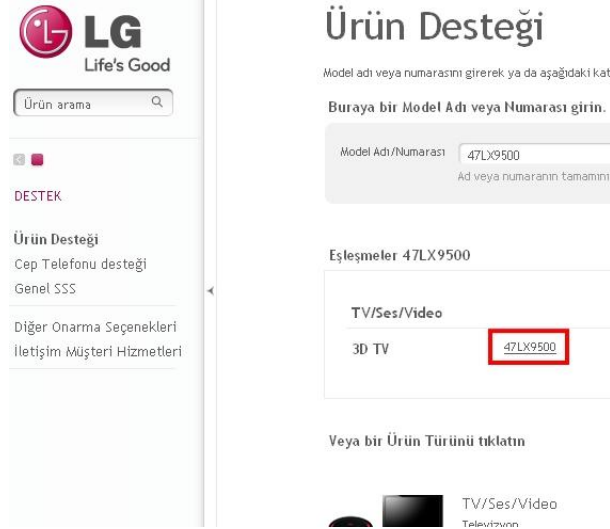 LG
Life's Good
Ürün arama
DESTEK
Ürün Desteği
Cep Telefonu desteği
Genel SSS
Diğer Onarma Seçenekleri
İletişim Müşteri Hizmetleri
Ürün Desteği
Model adı veya numarasını girerek ya da aşağıdaki
Buraya bir Model Adı veya Numarası girin.
Model Adı/Numarası 47LX9500
Ad veya numaranın tamamını
Eşleşmeler 47LX9500
TV/Ses/Video
3D TV 47LX9500
Veya bir Ürün Türünü tıklatın
TV/Ses/Video
Televizyon